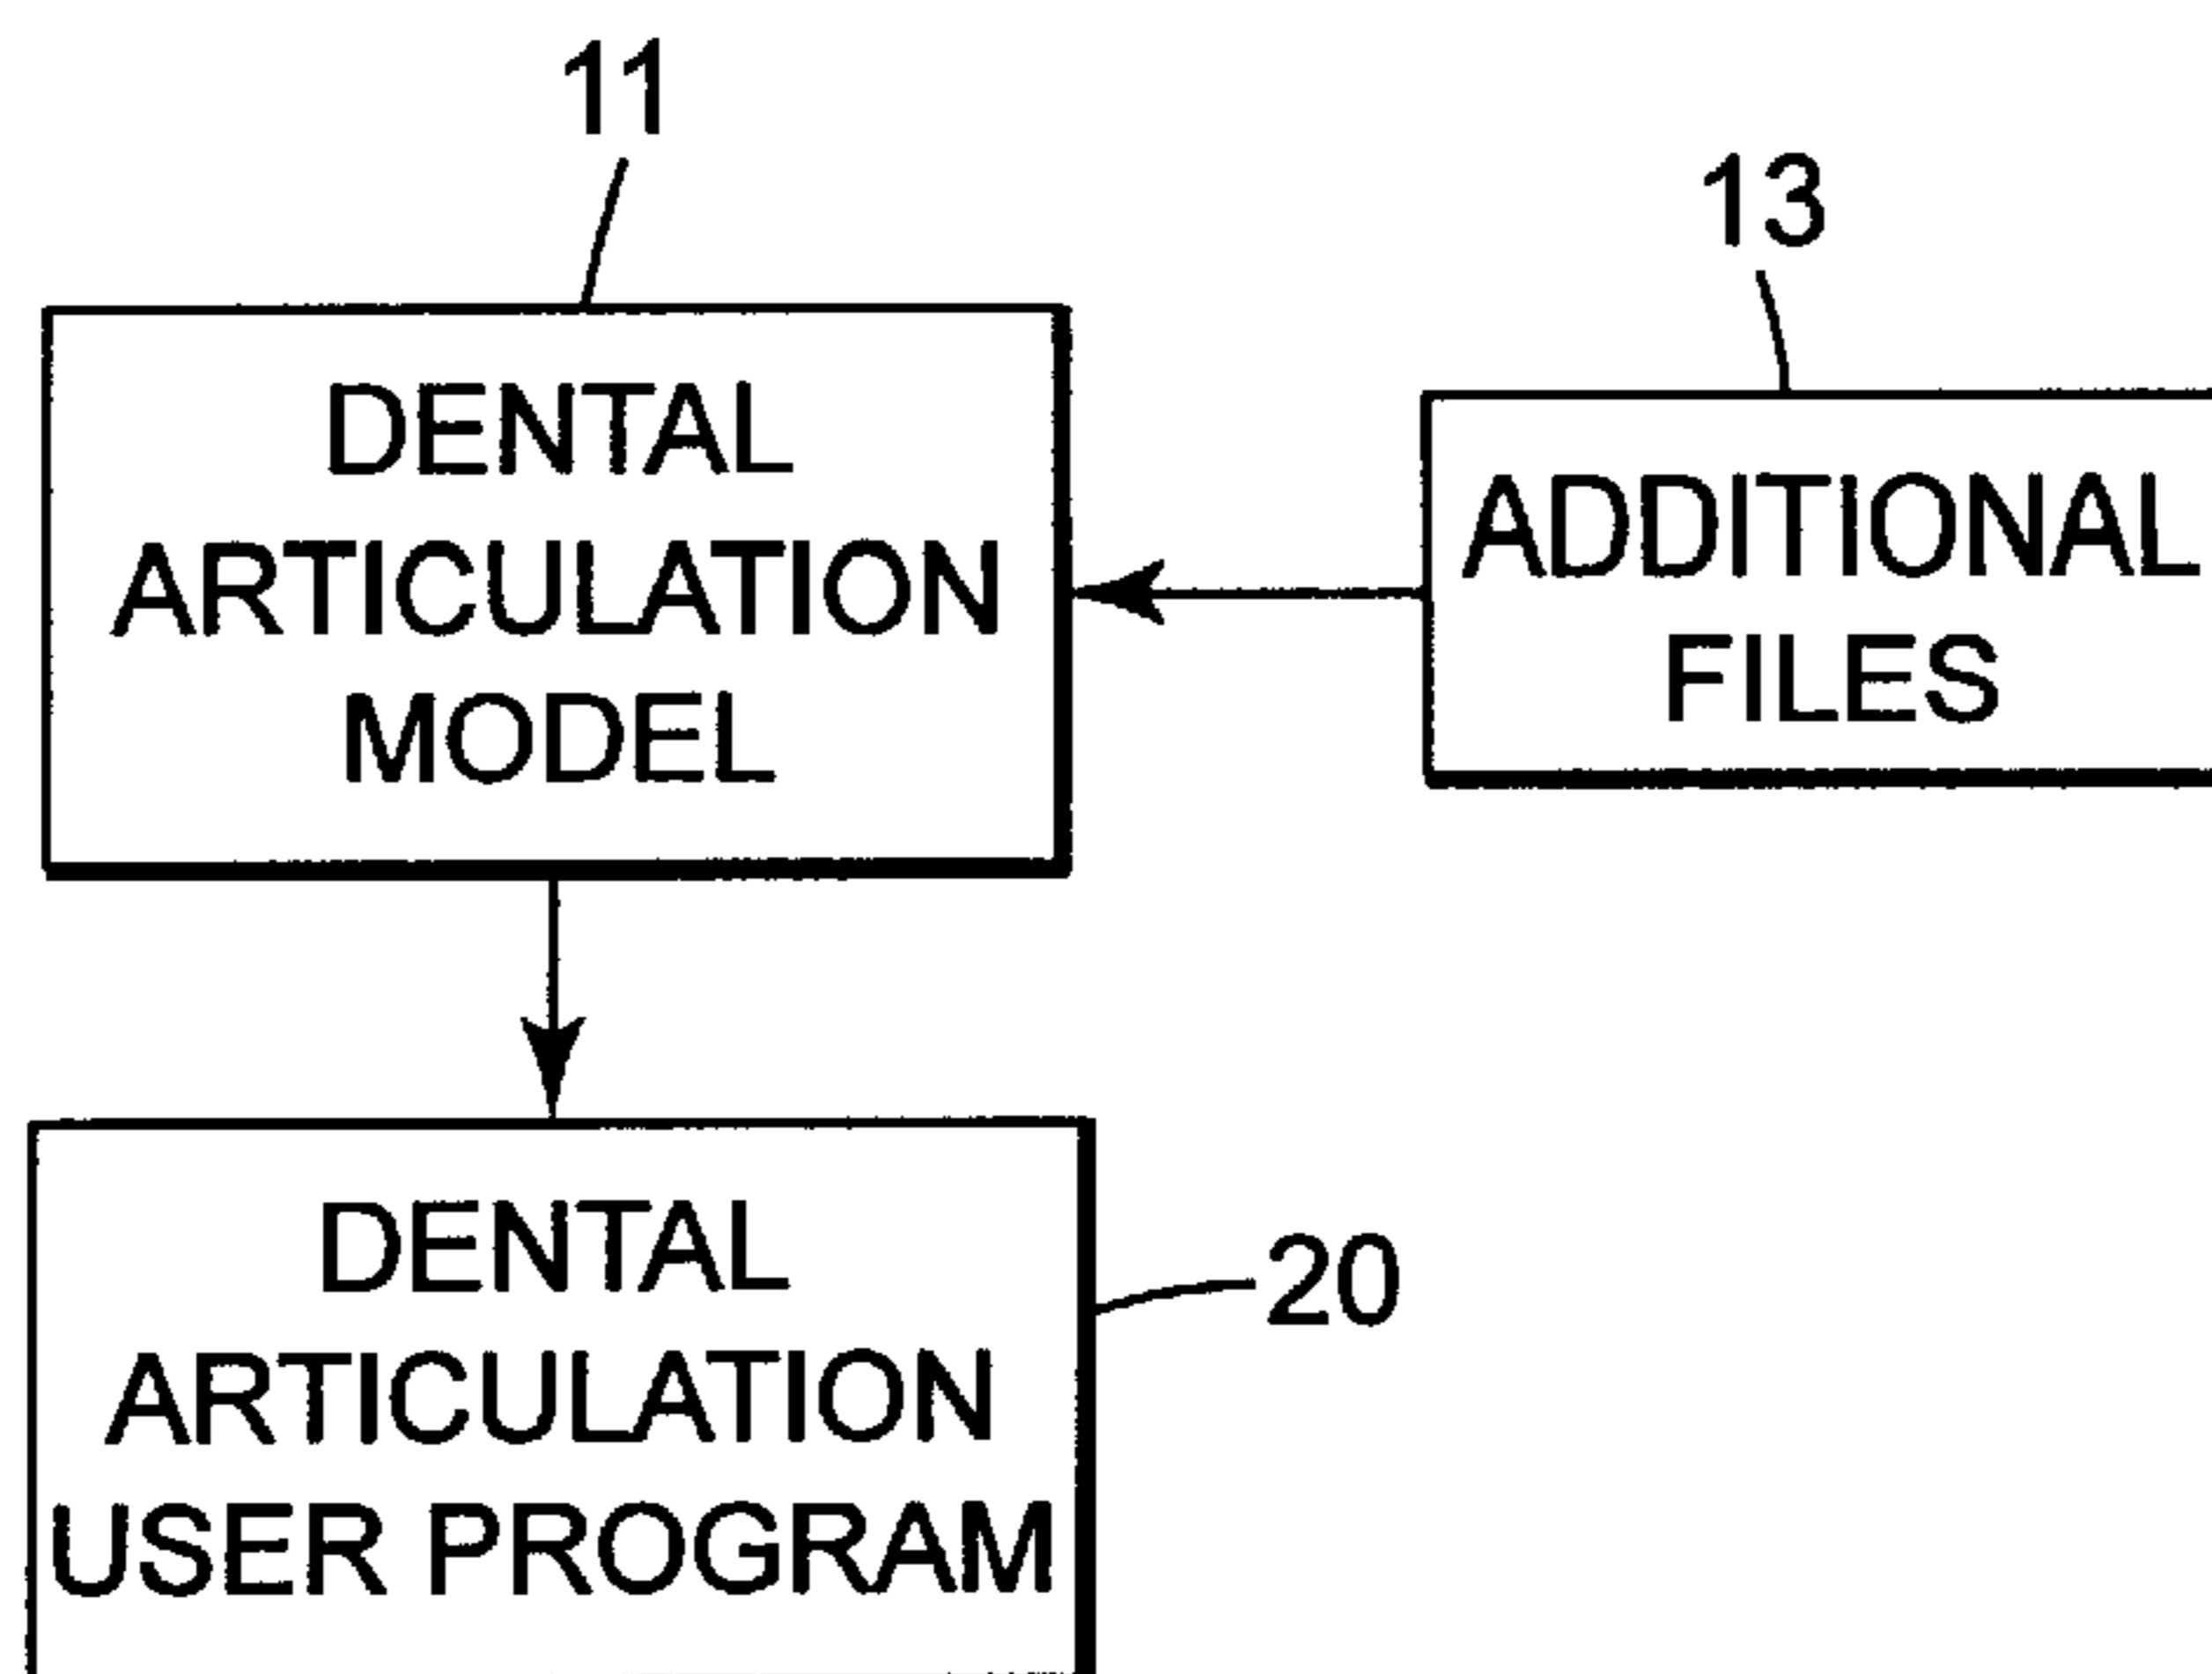 11
13
DENTAL
ARTICULATION
MODEL
ADDITIONAL
FILES
DENTAL
ARTICULATION
USER PROGRAM
20